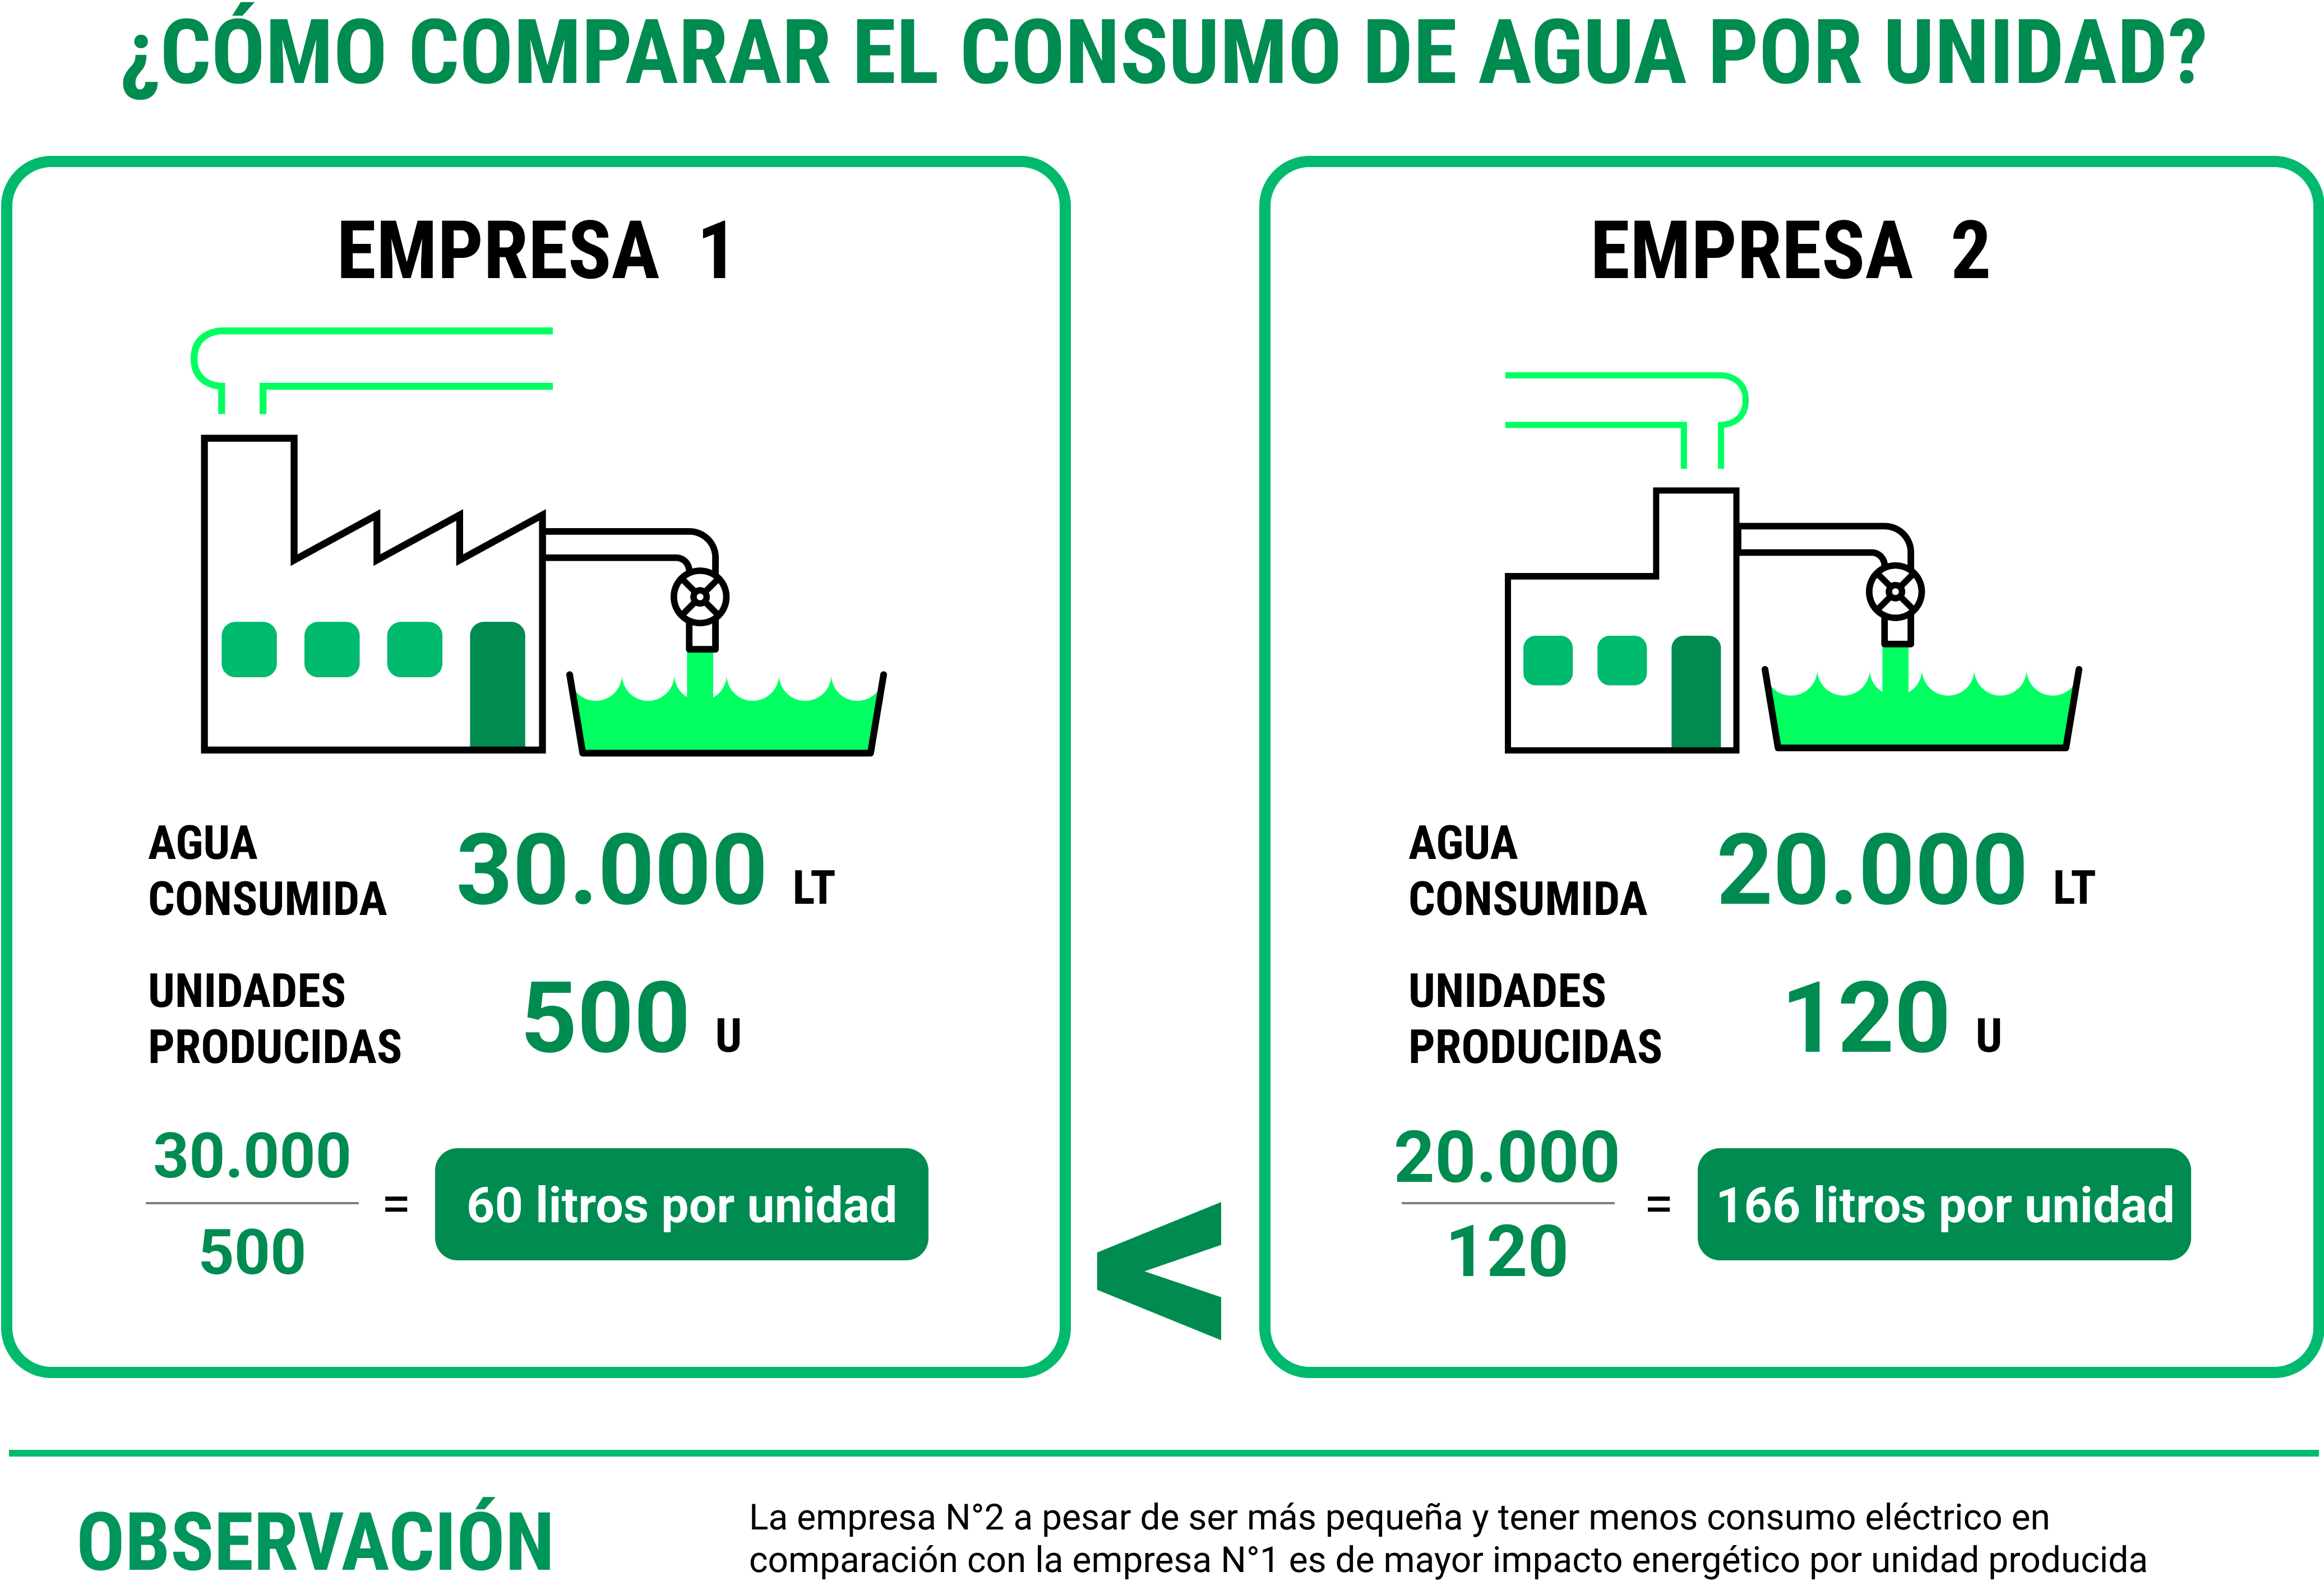 ¿CÓMO COMPARAR EL CONSUMO DE AGUA POR UNIDAD?
EMPRESA 1
AGUA
CONSUMIDA
30.000 LT
UNIDADES
PRODUCIDAS
500 U
30.000
500
=
60 litros por unidad
<
EMPRESA 2
AGUA
CONSUMIDA
20.000 LT
UNIDADES
PRODUCIDAS
120 U
20.000
120
=
166 litros por unidad
OBSERVACIÓN
La empresa N°2 a pesar de ser más pequeña y tener menos consumo eléctrico en
comparación con la empresa N°1 es de mayor impacto energético por unidad producida